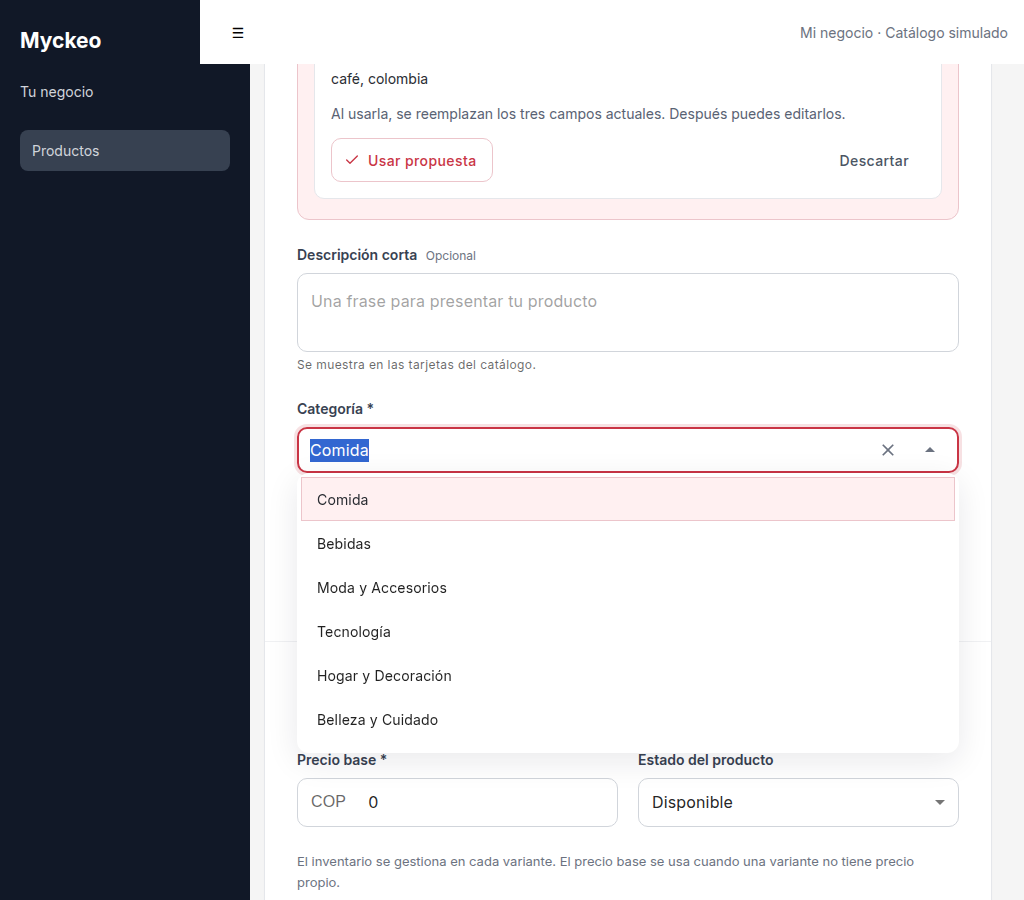 Myckeo
☰
Mi negocio · Catálogo simulado
Tu negocio
Productos
café, colombia
Al usarla, se reemplazan los tres campos actuales. Después puedes editarlos.
Usar propuesta
Descartar
Descripción corta Opcional
Una frase para presentar tu producto
Se muestra en las tarjetas del catálogo.
Categoría *
Comida
Comida
Bebidas
Moda y Accesorios
Tecnología
Hogar y Decoración
Belleza y Cuidado
Precio base *
Estado del producto
COP 0
Disponible
El inventario se gestiona en cada variante. El precio base se usa cuando una variante no tiene precio
propio.